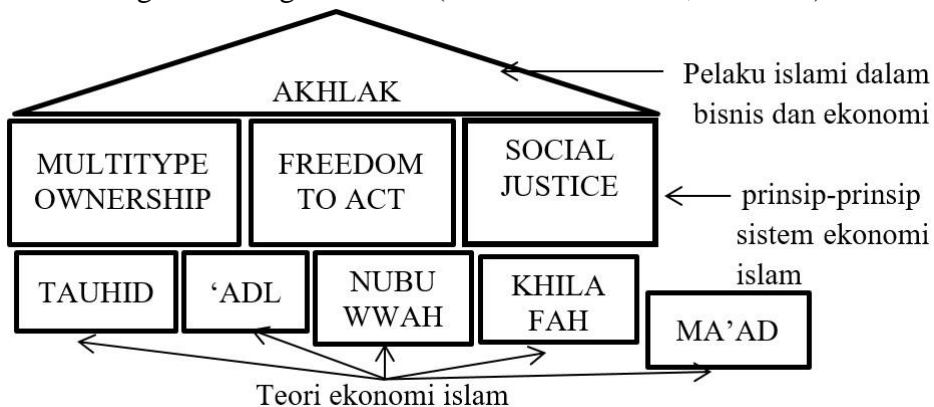 AKHLAK
Pelaku islami dalam
bisnis dan ekonomi
MULTITYPE
OWNERSHIP
FREEDOM
TO ACT
SOCIAL
JUSTICE
prinsip-prinsip
sistem ekonomi
islam
TAUHID
‘ADL
NUBU
WWAH
KHILA
FAH
MA’AD
Teori ekonomi islam